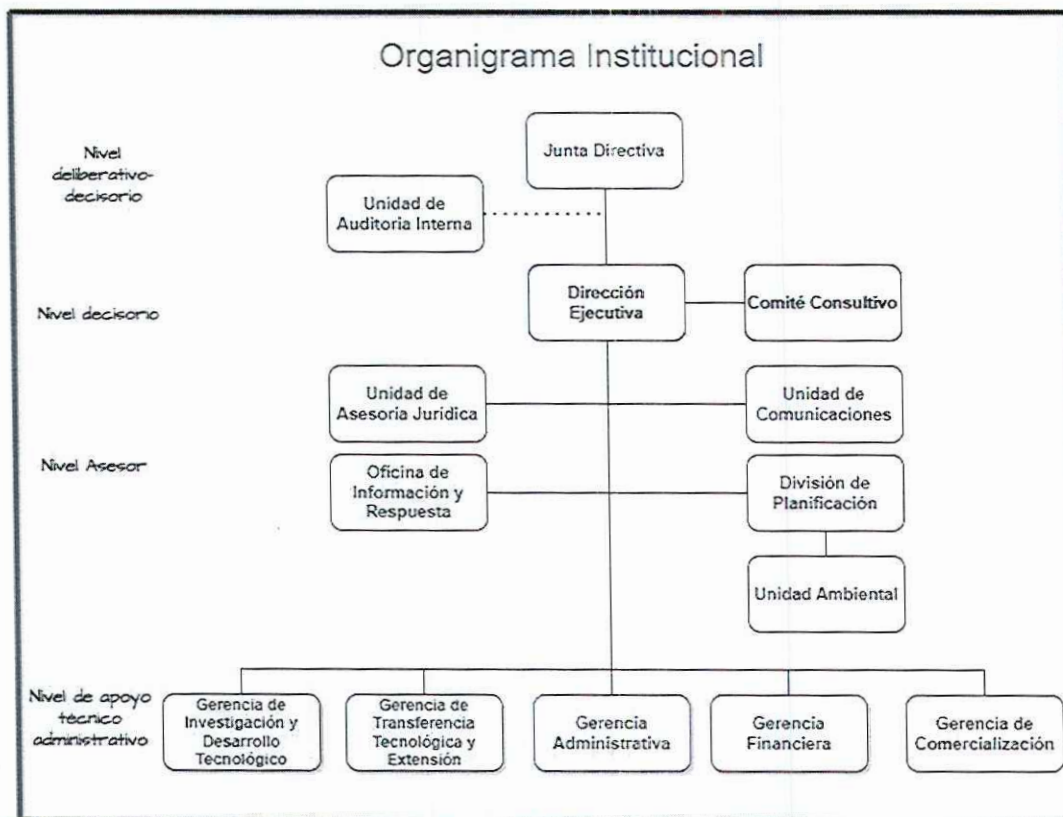 Organigrama Institucional
Junta Directiva
Nivel
deliberativo-
decisorio
Unidad de
Auditoria Interna
Dirección
Ejecutiva
Comité Consultivo
Nivel decisorio
Unidad de
Asesoria Jurídica
Unidad de
Comunicaciones
Nivel Asesor
Oficina de
Información y
Respuesta
División de
Planificación
Unidad Ambiental
Nivel de apoyo
técnico
administrativo
Gerencia de
Investigación y
Desarrollo
Tecnológico
Gerencia de
Transferencia
Tecnológica y
Extensión
Gerencia
Administrativa
Gerencia
Financiera
Gerencia de
Comercialización